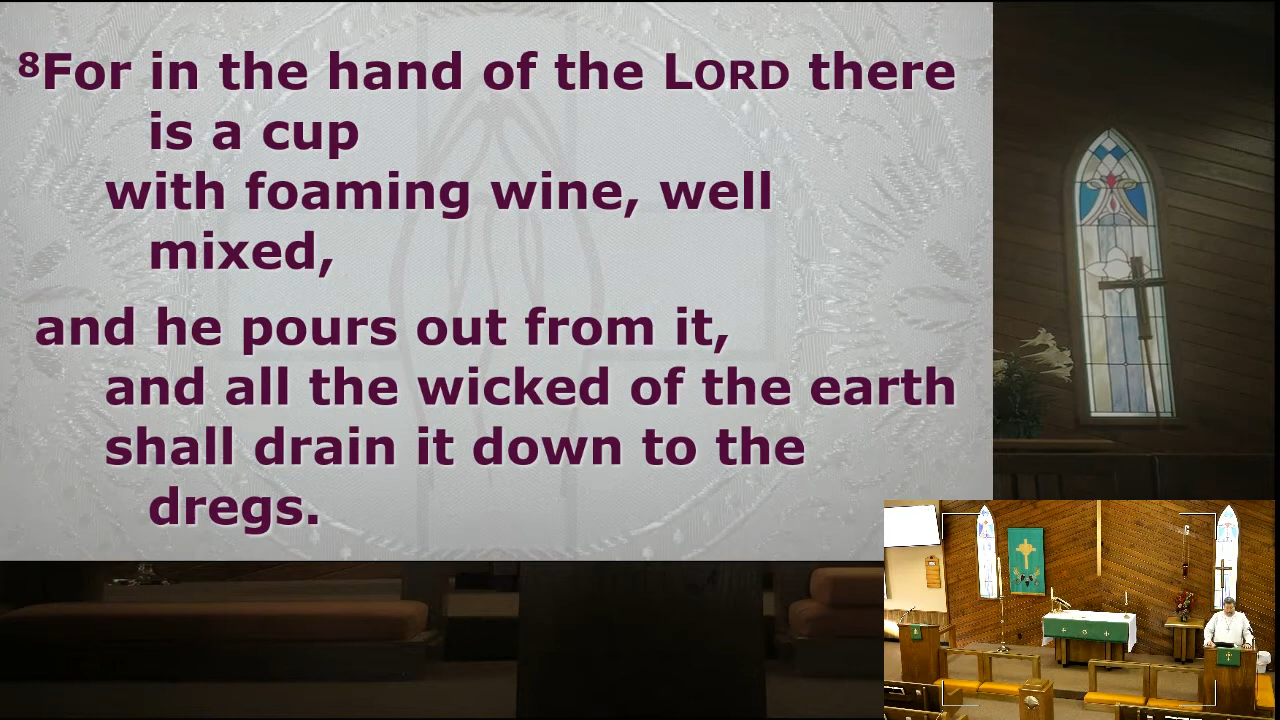 ⁸For in the hand of the LORD there
is a cup
with foaming wine, well
mixed,
and he pours out from it,
and all the wicked of the earth
shall drain it down to the
dregs.